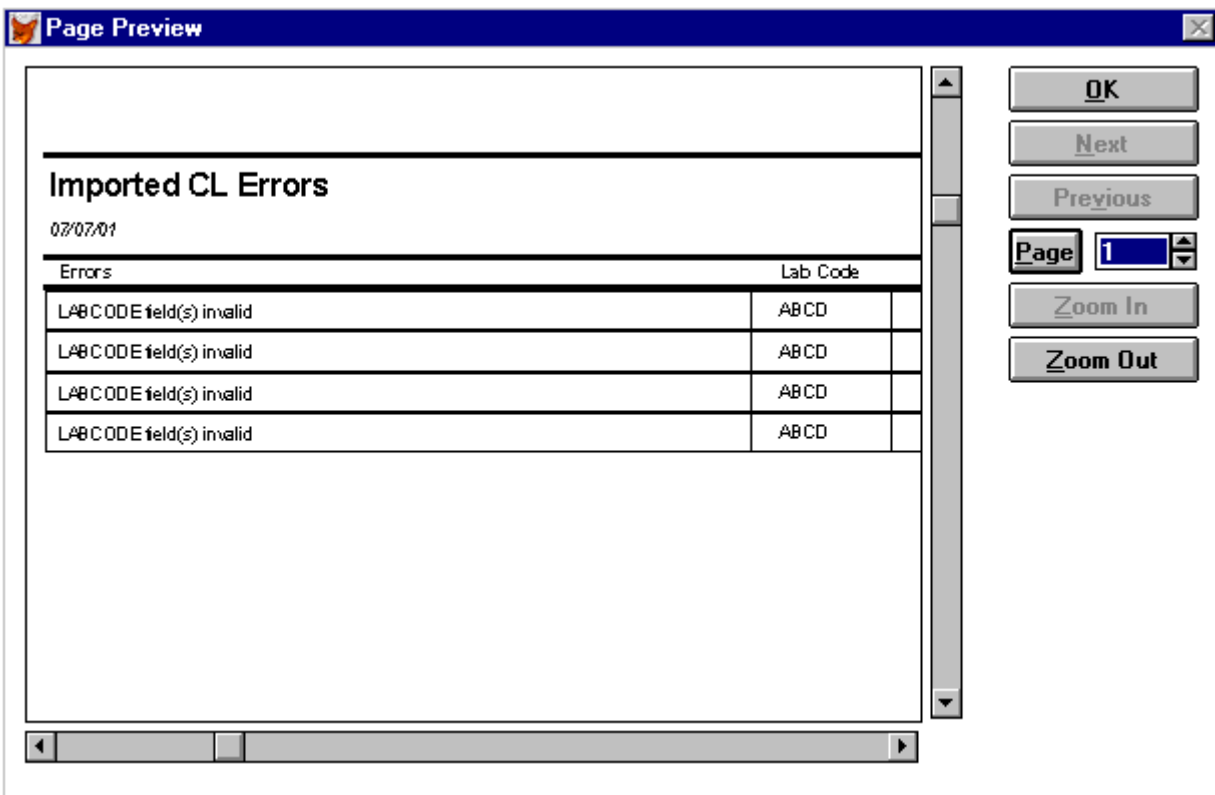 Page Preview
Imported CL Errors
07/07/01
Errors Lab Code
LABCODE field(s) invalid ABCD
LABCODE field(s) invalid ABCD
LABCODE field(s) invalid ABCD
LABCODE field(s) invalid ABCD
OK
Next
Previous
Page 1
Zoom In
Zoom Out